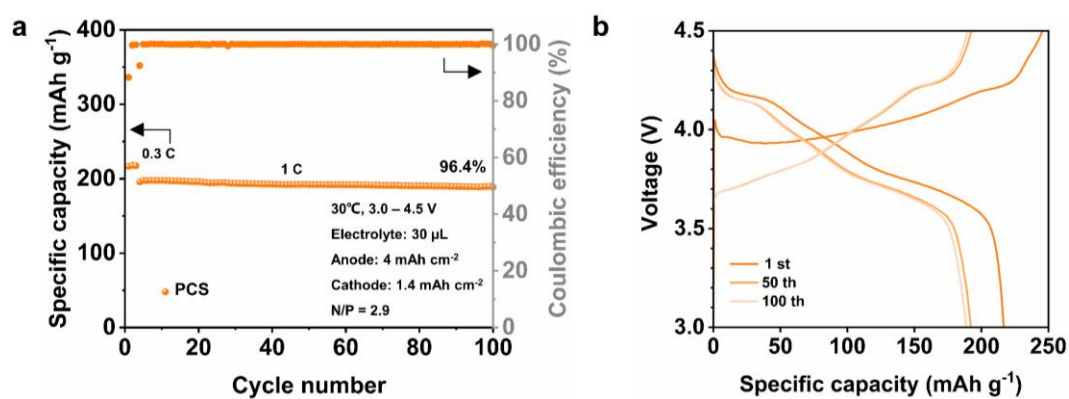 a
Specific capacity (mAh g⁻¹)
400
300
200
100
0
0.3 C
1 C
96.4%
30℃, 3.0 – 4.5 V
Electrolyte: 30 μL
Anode: 4 mAh cm⁻²
Cathode: 1.4 mAh cm⁻²
N/P = 2.9
PCS
100
80
60
40
20
0
Coulombic efficiency (%)
0 20 40 60 80 100
Cycle number
b
Voltage (V)
4.5
4.0
3.5
3.0
1 st
50 th
100 th
0 50 100 150 200 250
Specific capacity (mAh g⁻¹)